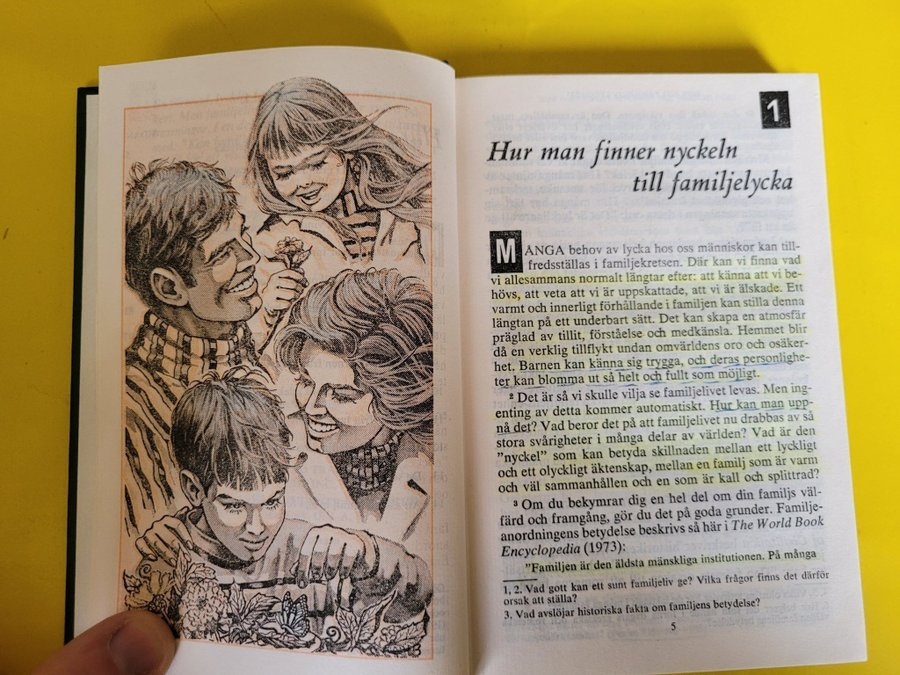 1
Hur man finner nyckeln
till familjelycka
MÅNGA behov av lycka hos oss människor kan till-
fredsställas i familjekretsen. Där kan vi finna vad
vi allesammans normalt längtar efter: att känna att vi be-
hövs, att veta att vi är uppskattade, att vi är älskade. Ett
varmt och innerligt förhållande i familjen kan stilla denna
längtan på ett underbart sätt. Det kan skapa en atmosfär
präglad av tillit, förståelse och medkänsla. Hemmet blir
då en verklig tillflykt undan omvärldens oro och osäker-
het. Barnen kan känna sig trygga, och deras personlighe-
ter kan blomma ut så helt och fullt som möjligt.
2 Det är så vi skulle vilja se familjelivet levas. Men ing-
enting av detta kommer automatiskt. Hur kan man upp-
nå det? Vad beror det på att familjelivet nu drabbas av så
stora svårigheter i många delar av världen? Vad är den
”nyckel” som kan betyda skillnaden mellan ett lyckligt
och ett olyckligt äktenskap, mellan en familj som är varm
och väl sammanhållen och en som är kall och splittrad?
3 Om du bekymrar dig en hel del om din familjs väl-
färd och framgång, gör du det på goda grunder. Familje-
anordningens betydelse beskrivs så här i The World Book
Encyclopedia (1973):
”Familjen är den äldsta mänskliga institutionen. På många
1, 2. Vad gott kan ett sunt familjeliv ge? Vilka frågor finns det därför
orsak att ställa?
3. Vad avslöjar historiska fakta om familjens betydelse?
5